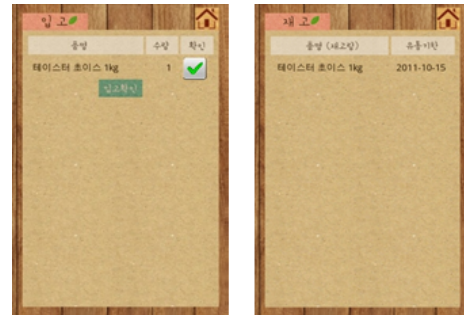 입고
품명 수량 확인
테이스터 초이스 1kg 1
입고확인
재고
품명 (재고량) 유통기한
테이스터 초이스 1kg 2011-10-15